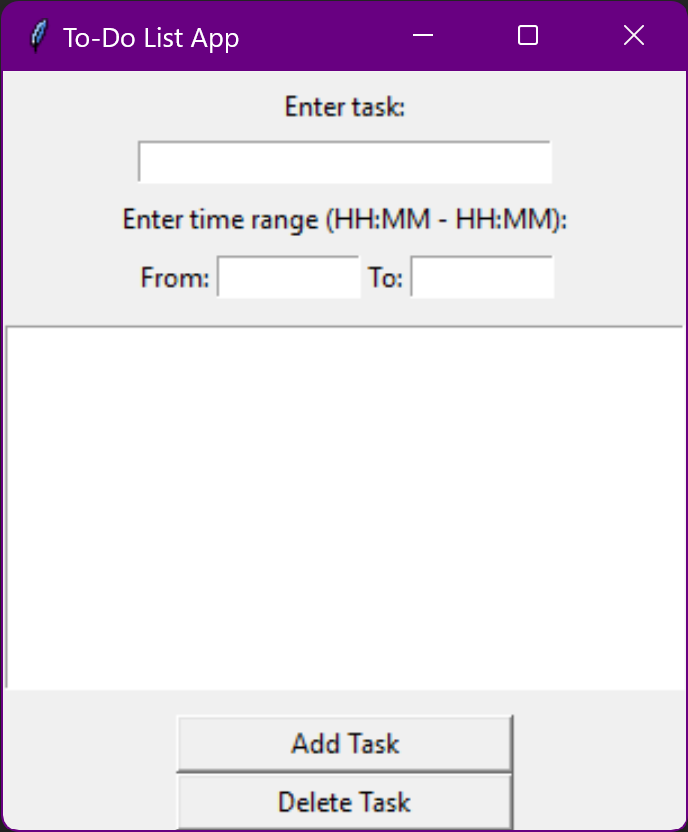 To-Do List App
Enter task:
Enter time range (HH:MM - HH:MM):
From: To:
Add Task
Delete Task